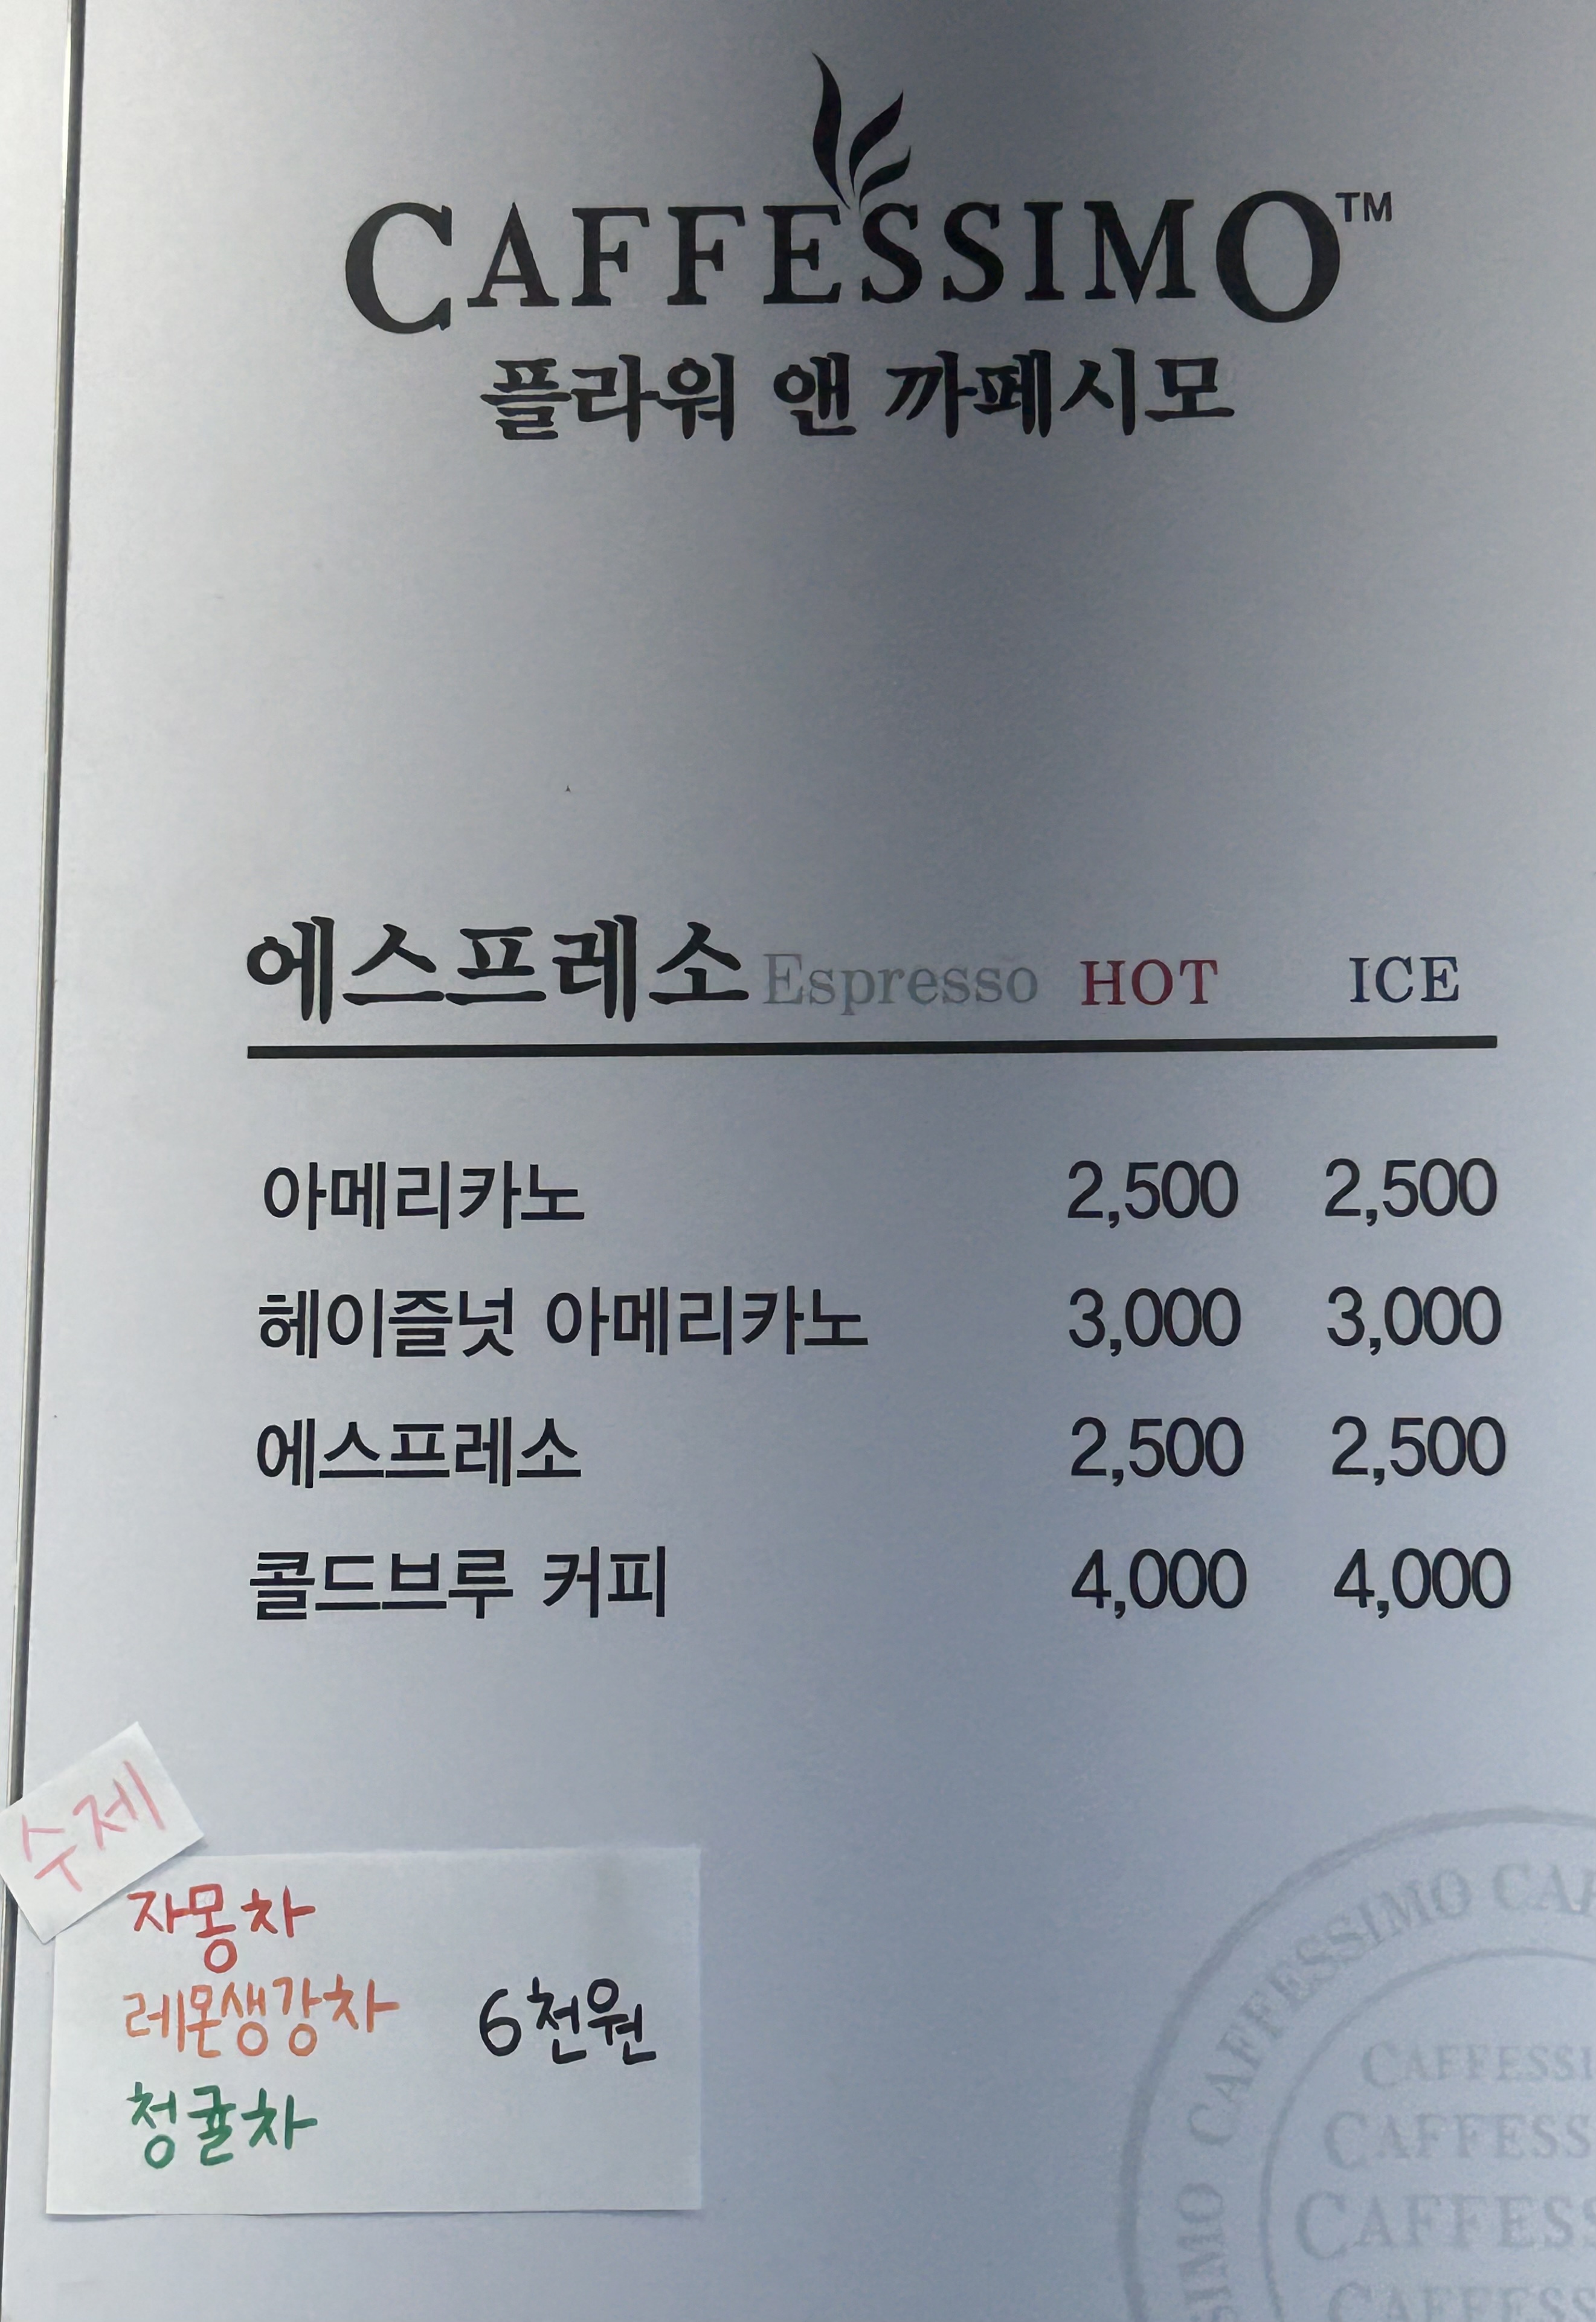 CAFFESSIMO™
플라워 앤 까페시모
에스프레소 Espresso HOT ICE
아메리카노 2,500 2,500
헤이즐넛 아메리카노 3,000 3,000
에스프레소 2,500 2,500
콜드브루 커피 4,000 4,000
수제
자몽차
레몬생강차 6천원
청귤차
CAFFESSIMO
CAFFESSI
CAFFESS
CAFFESS
CAFFESS